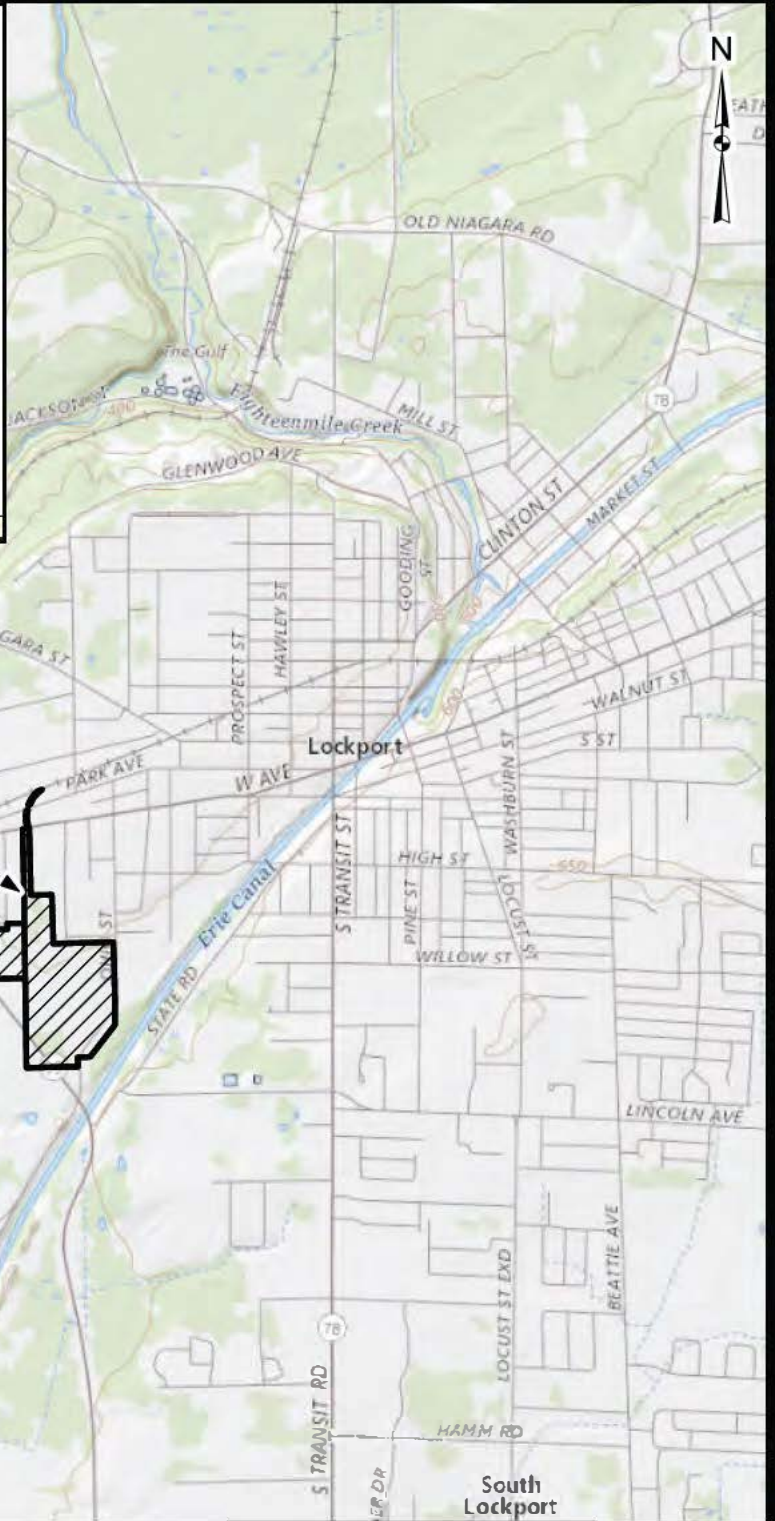 N
OLD NIAGARA RD
The Gulf
JACKSON ST
400
Eighteenmile Creek
MILL ST
78
GLENWOOD AVE
CLINTON ST
MARKET ST
GOODING ST
HAWLEY ST
PROSPECT ST
600
WALNUT ST
S ST
Lockport
PARK AVE
W AVE
WASHBURN ST
S TRANSIT ST
HIGH ST
650
PINE ST
LOCUST ST
Erie Canal
WILLOW ST
STATE RD
LINCOLN AVE
BEATTIE AVE
LOCUST ST EXD
78
S TRANSIT RD
HAMM RD
South
Lockport